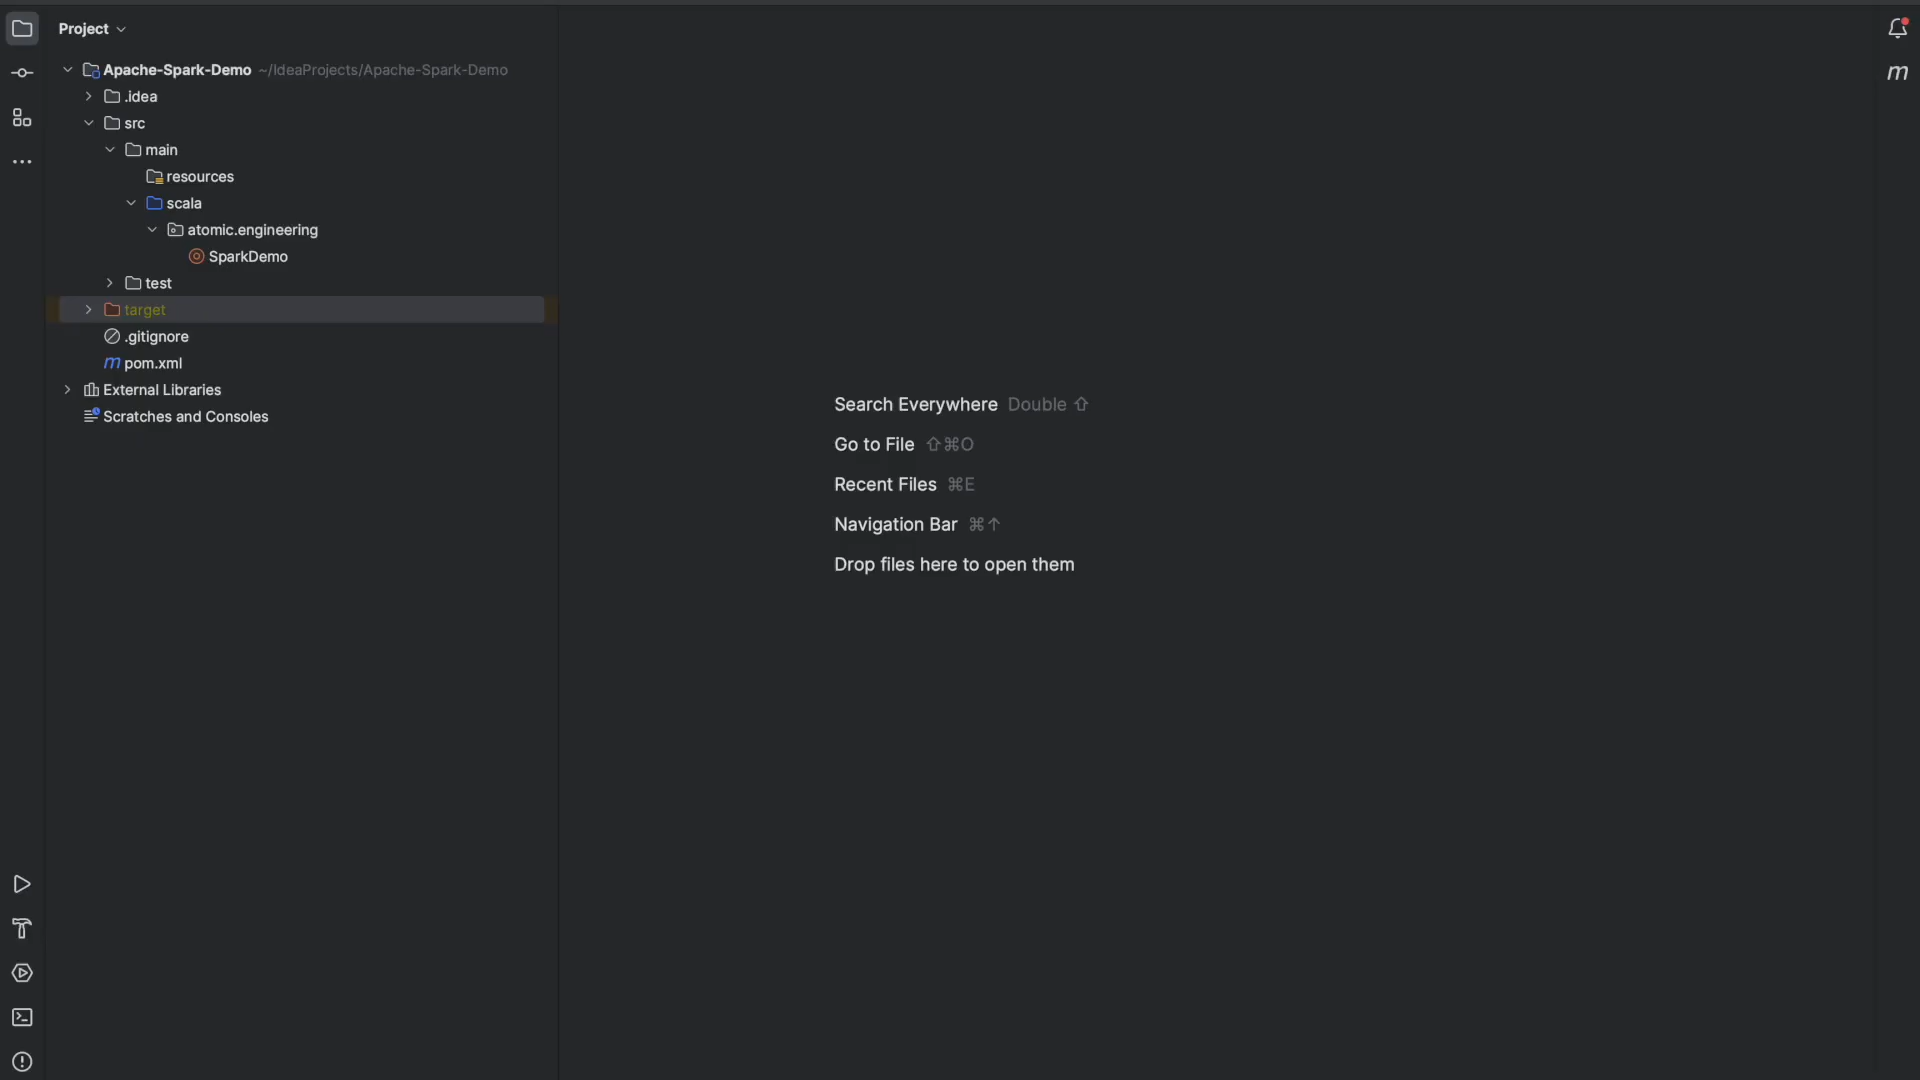 Project
Apache-Spark-Demo ~/IdeaProjects/Apache-Spark-Demo
.idea
src
main
resources
scala
atomic.engineering
SparkDemo
test
target
.gitignore
m pom.xml
External Libraries
Scratches and Consoles
Search Everywhere Double ⇧
Go to File ⇧⌘O
Recent Files ⌘E
Navigation Bar ⌘↑
Drop files here to open them
m